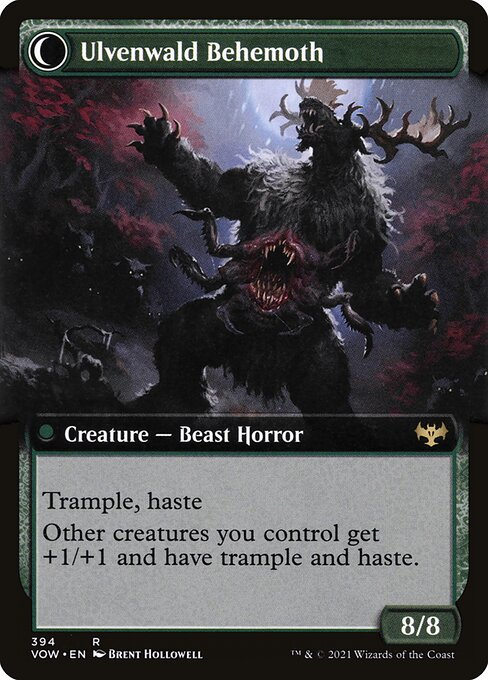 Ulvenwald Behemoth
Creature — Beast Horror
Trample, haste
Other creatures you control get
+1/+1 and have trample and haste.
8/8
394 R
VOW • EN Brent Hollowell
™ & © 2021 Wizards of the Coast